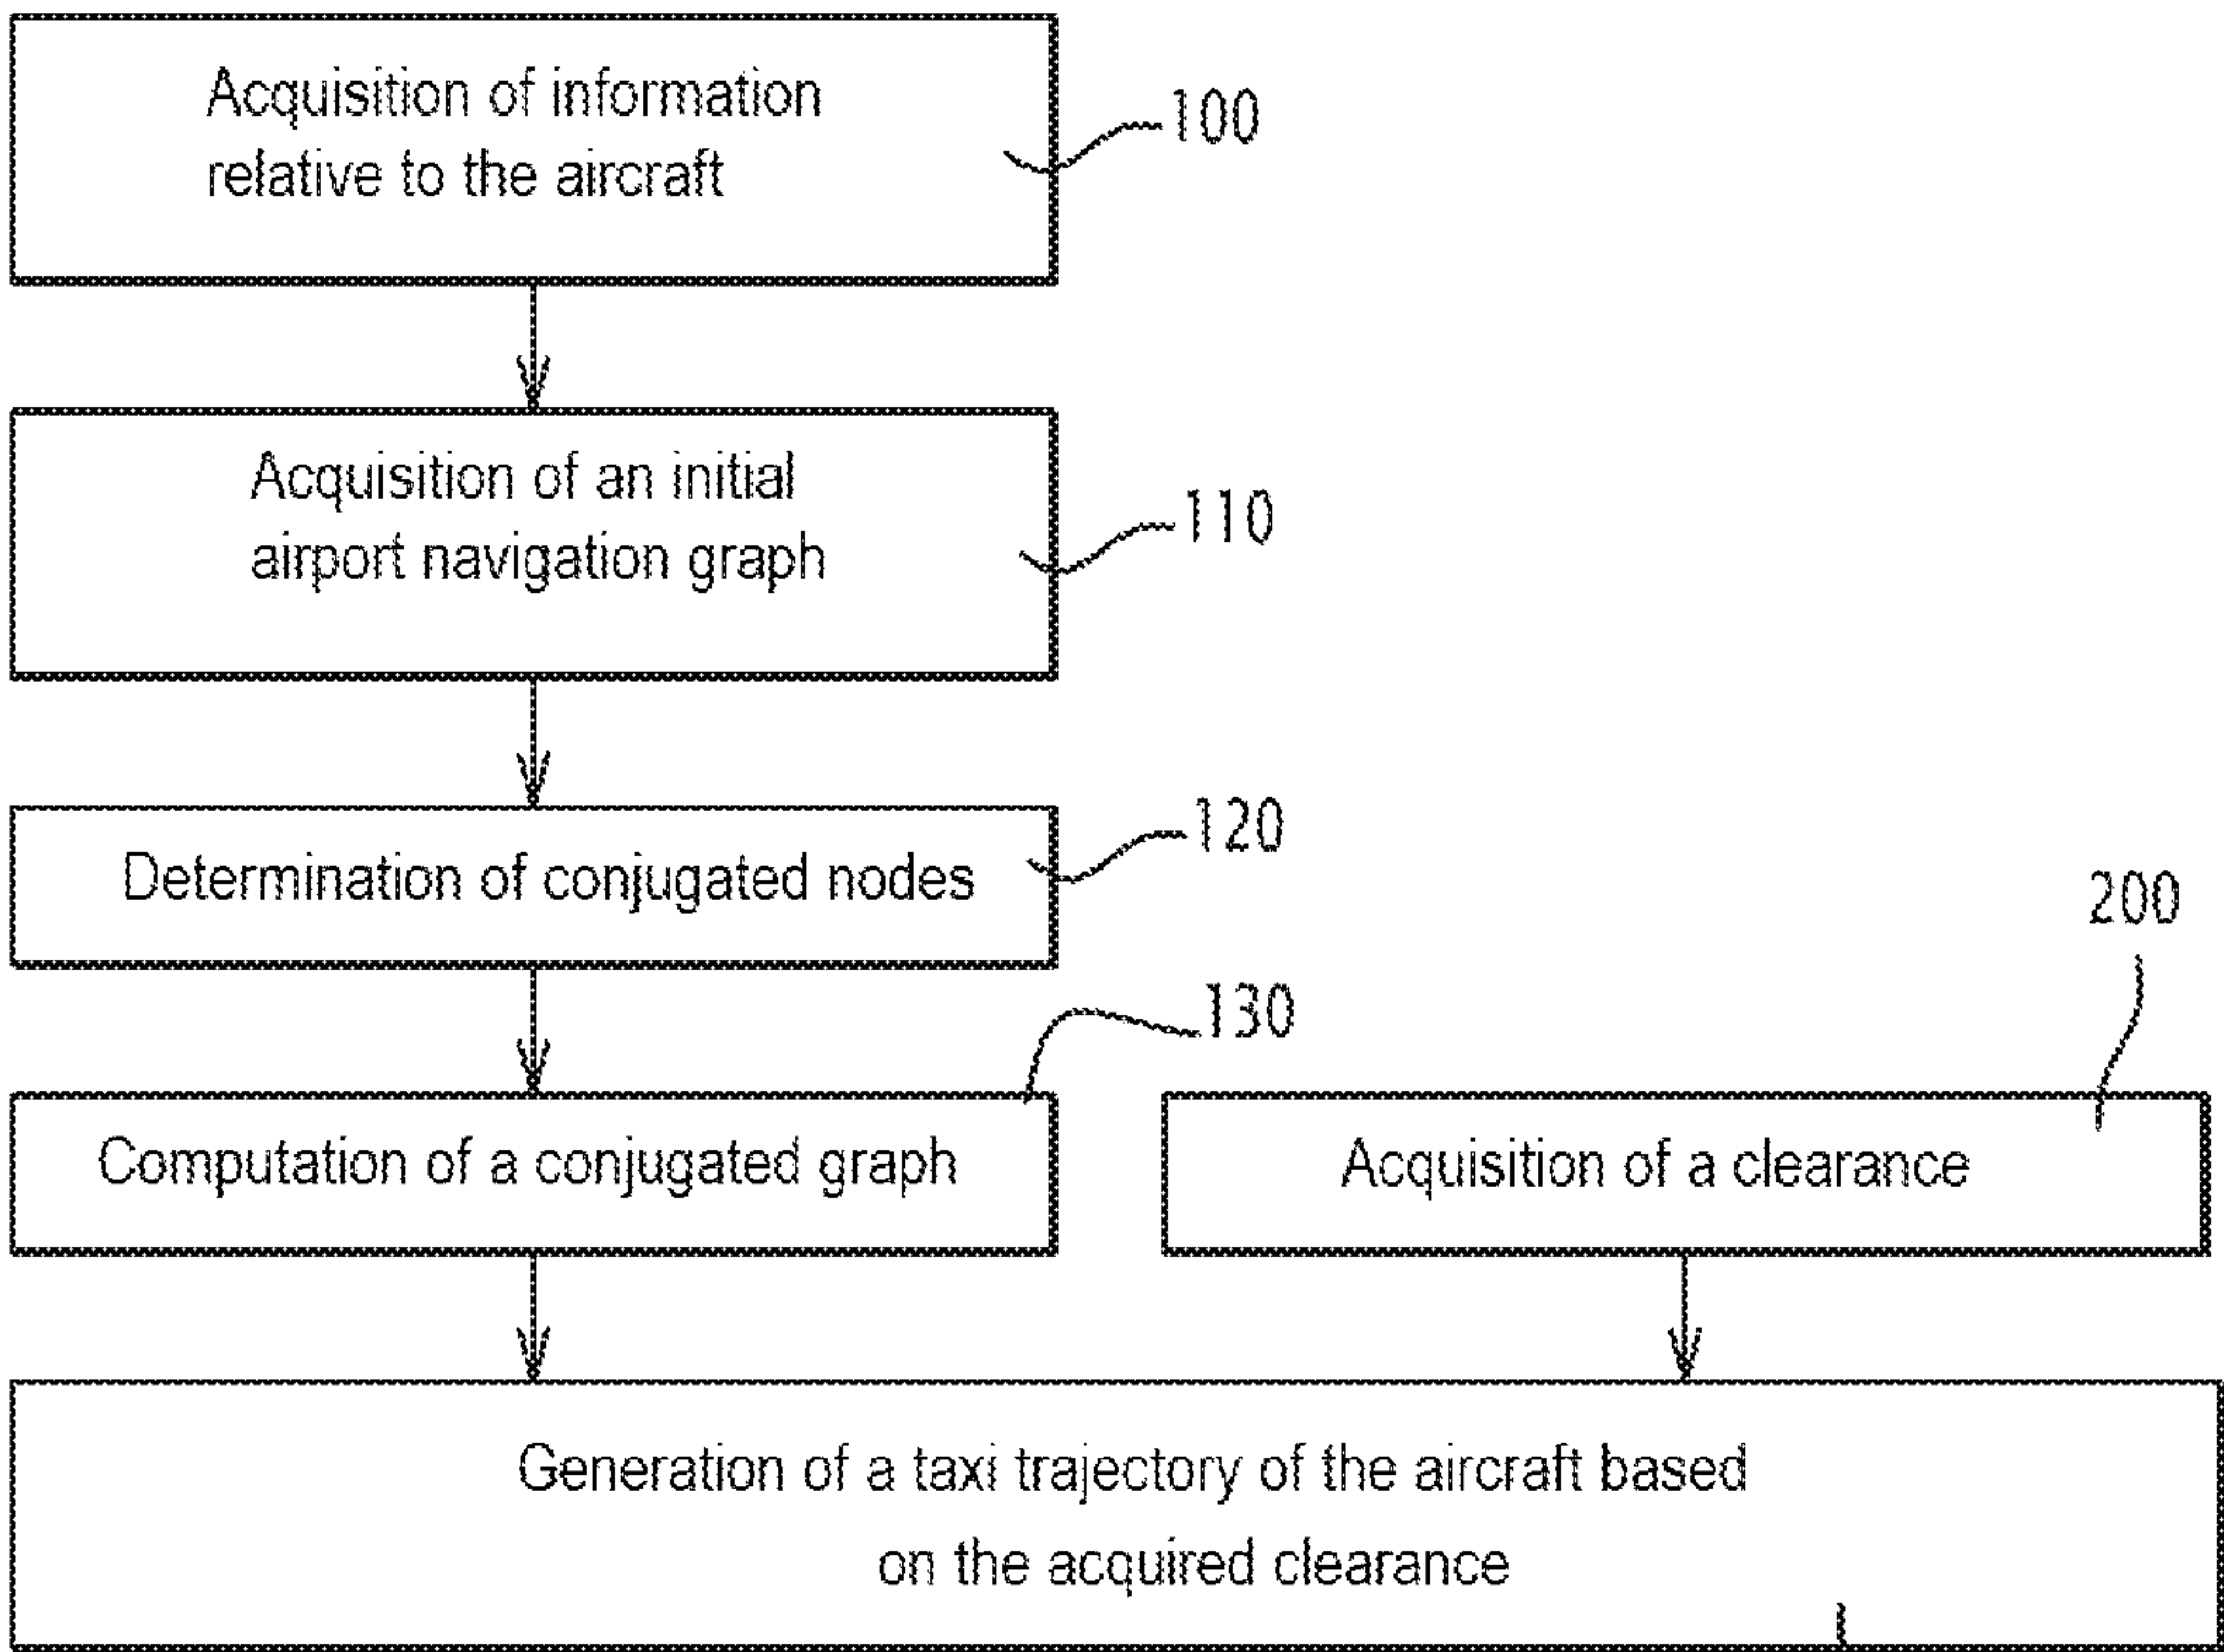 Acquisition of information
relative to the aircraft
100
Acquisition of an initial
airport navigation graph
110
Determination of conjugated nodes
120
200
130
Computation of a conjugated graph
Acquisition of a clearance
Generation of a taxi trajectory of the aircraft based
on the acquired clearance